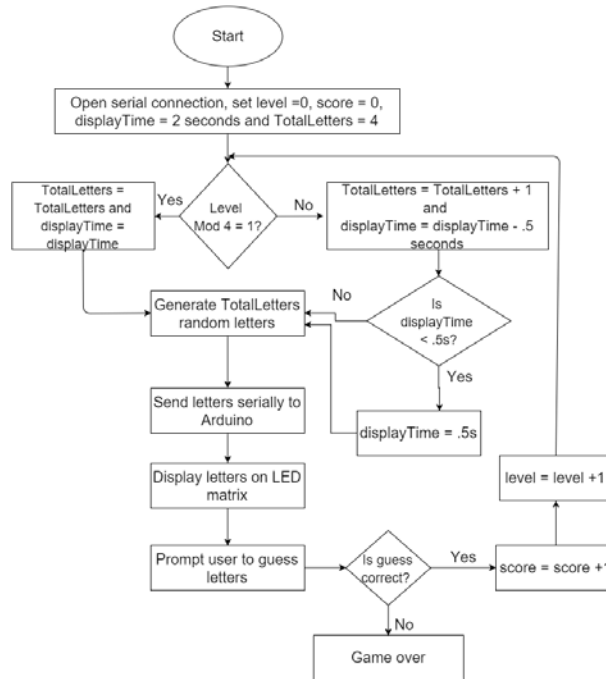 Start
Open serial connection, set level =0, score = 0,
displayTime = 2 seconds and TotalLetters = 4
TotalLetters =
TotalLetters and
displayTime =
displayTime
Yes
Level
Mod 4 = 1?
No
TotalLetters = TotalLetters + 1
and
displayTime = displayTime - .5
seconds
Generate TotalLetters
random letters
No
Is
displayTime
< .5s?
Yes
Send letters serially to
Arduino
displayTime = .5s
Display letters on LED
matrix
level = level +1
Prompt user to guess
letters
Is guess
correct?
Yes
score = score +1
No
Game over